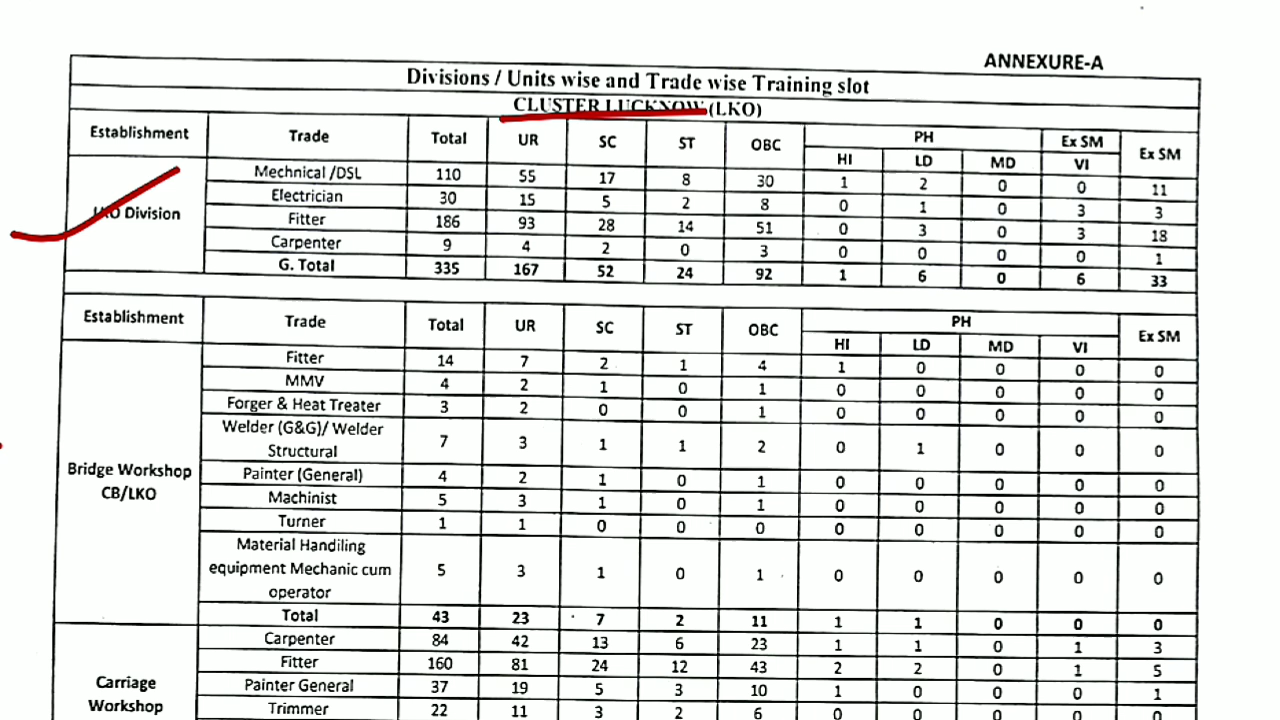 ANNEXURE-A
Divisions / Units wise and Trade wise Training slot
CLUSTER LUCKNOW (LKO)
Establishment Trade Total UR SC ST OBC PH Ex SM Ex SM
HI LD MD VI
LKO Division
Mechnical /DSL 110 55 17 8 30 1 2 0 0 11
Electrician 30 15 5 2 8 0 1 0 3 3
Fitter 186 93 28 14 51 0 3 0 3 18
Carpenter 9 4 2 0 3 0 0 0 0 1
G. Total 335 167 52 24 92 1 6 0 6 33
Establishment Trade Total UR SC ST OBC PH Ex SM
HI LD MD VI
Bridge Workshop
CB/LKO
Fitter 14 7 2 1 4 1 0 0 0 0
MMV 4 2 1 0 1 0 0 0 0 0
Forger & Heat Treater 3 2 0 0 1 0 0 0 0 0
Welder (G&G)/ Welder
Structural 7 3 1 1 2 0 1 0 0 0
Painter (General) 4 2 1 0 1 0 0 0 0 0
Machinist 5 3 1 0 1 0 0 0 0 0
Turner 1 1 0 0 0 0 0 0 0 0
Material Handiling
equipment Mechanic cum
operator 5 3 1 0 1 0 0 0 0 0
Total 43 23 7 2 11 1 1 0 0 0
Carriage
Workshop
Carpenter 84 42 13 6 23 1 1 0 1 3
Fitter 160 81 24 12 43 2 2 0 1 5
Painter General 37 19 5 3 10 1 0 0 0 1
Trimmer 22 11 3 2 6 0 0 0 0 0